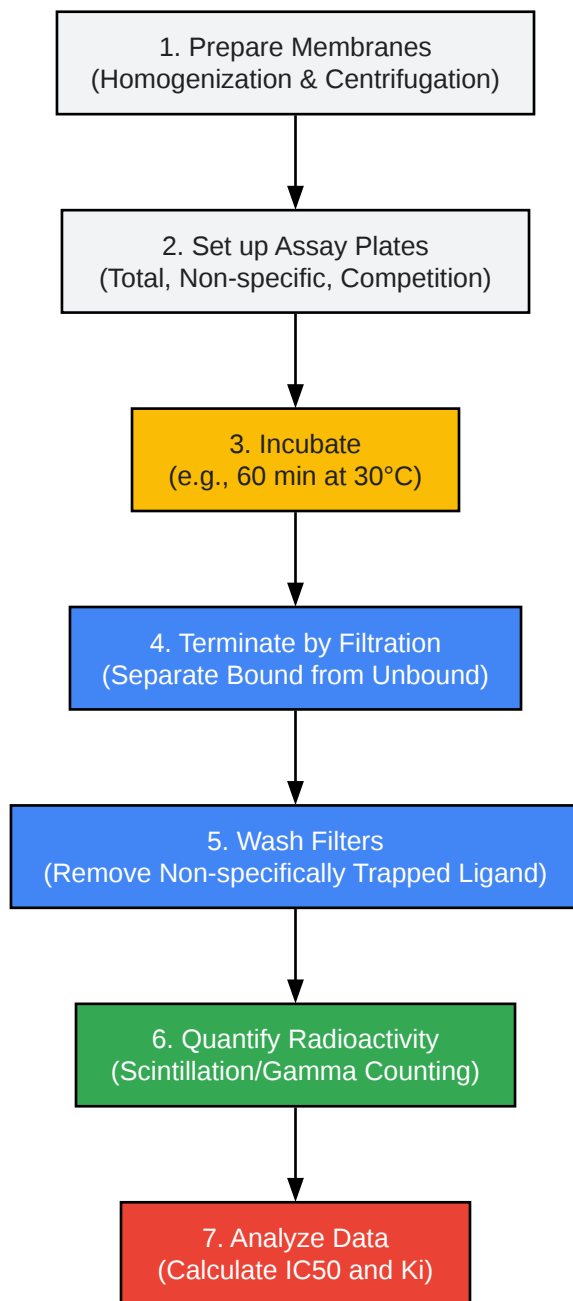 1. Prepare Membranes
(Homogenization & Centrifugation)
2. Set up Assay Plates
(Total, Non-specific, Competition)
3. Incubate
(e.g., 60 min at 30°C)
4. Terminate by Filtration
(Separate Bound from Unbound)
5. Wash Filters
(Remove Non-specifically Trapped Ligand)
6. Quantify Radioactivity
(Scintillation/Gamma Counting)
7. Analyze Data
(Calculate IC50 and Ki)